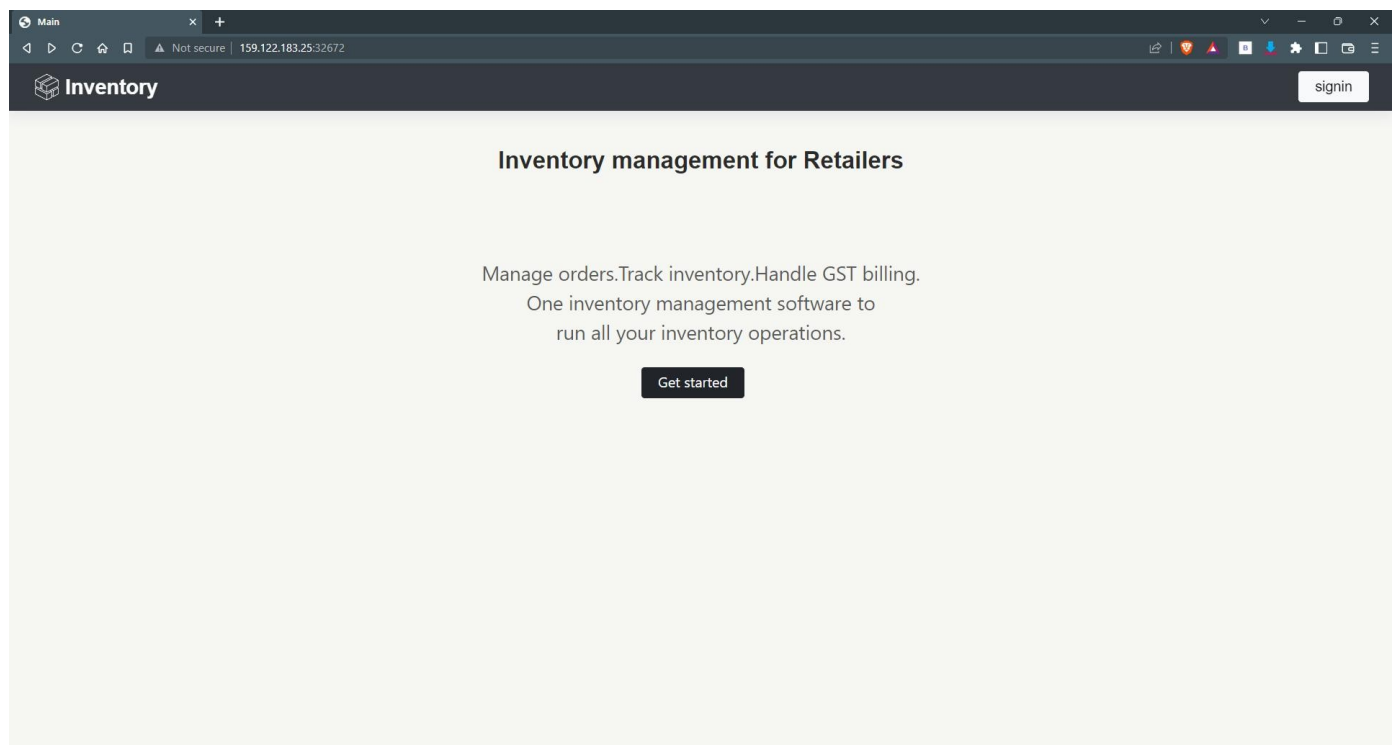 Main
Not secure | 159.122.183.25:32672
Inventory
signin
Inventory management for Retailers
Manage orders.Track inventory.Handle GST billing.
One inventory management software to
run all your inventory operations.
Get started